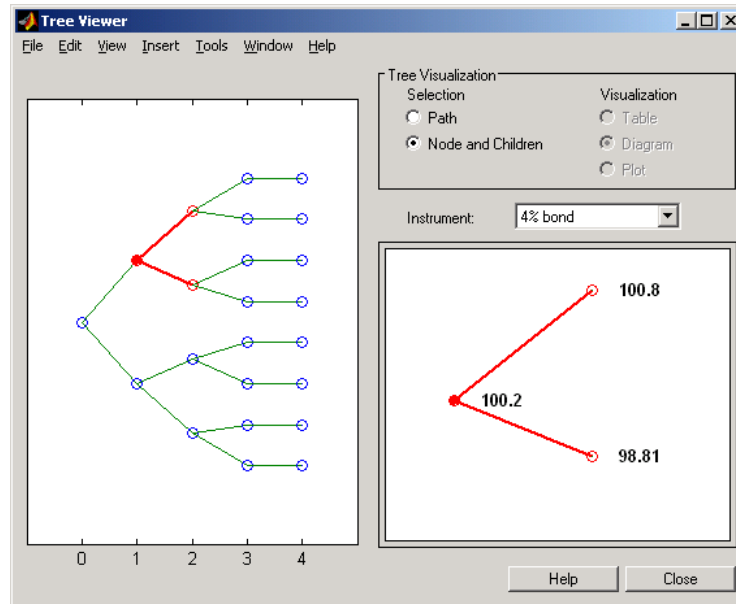 Tree Viewer
File Edit View Insert Tools Window Help
Tree Visualization
Selection
Visualization
Path
Table
Node and Children
Diagram
Plot
Instrument:
4% bond
100.8
100.2
98.81
0 1 2 3 4
Help
Close